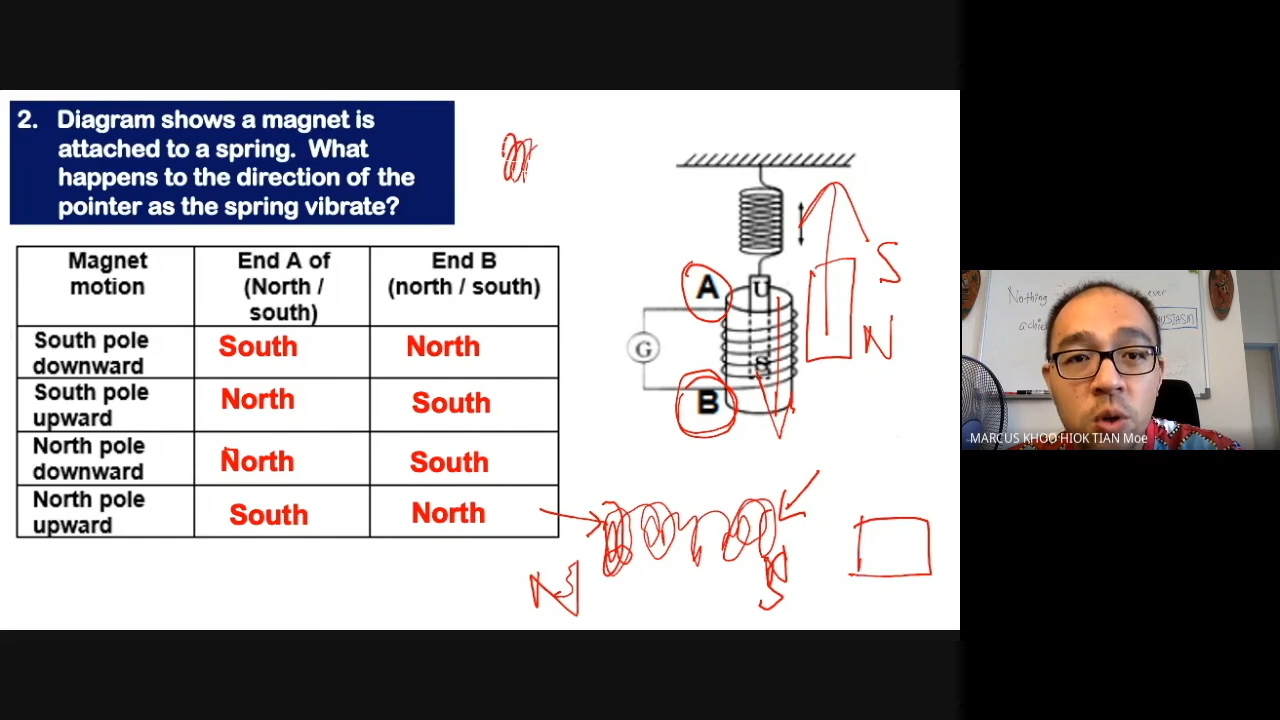 2. Diagram shows a magnet is
attached to a spring. What
happens to the direction of the
pointer as the spring vibrate?
Magnet
motion
End A of
(North /
south)
End B
(north / south)
South pole
downward
South
North
South pole
upward
North
South
North pole
downward
North
South
North pole
upward
South
North
A
U
G
B
S
S
N
N
S
Nothing
ever
MARCUS KHOO HIOK TIAN Moe